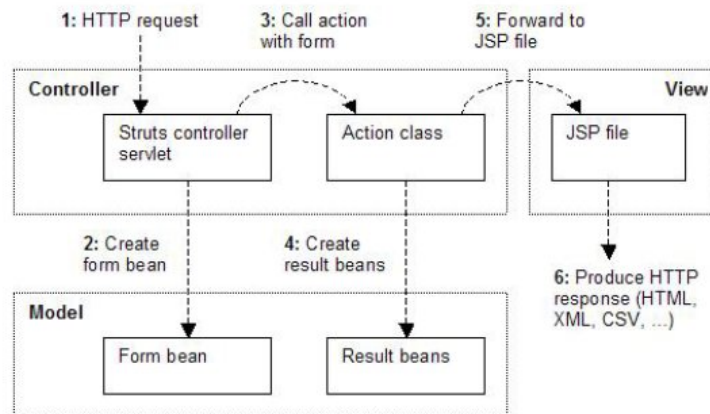 1: HTTP request
3: Call action
with form
5: Forward to
JSP file
Controller
View
Struts controller
servlet
Action class
JSP file
2: Create
form bean
4: Create
result beans
6: Produce HTTP
response (HTML,
XML, CSV, ...)
Model
Form bean
Result beans